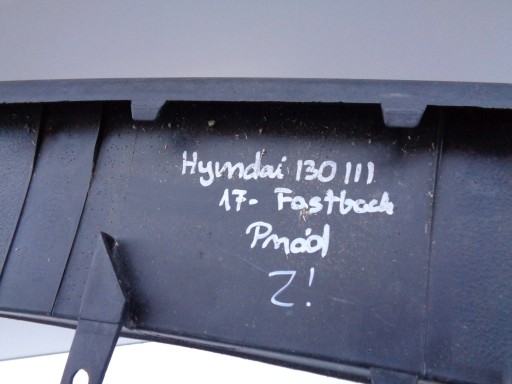 Hyundai I30 III
17- Fastback
Przód
Z!